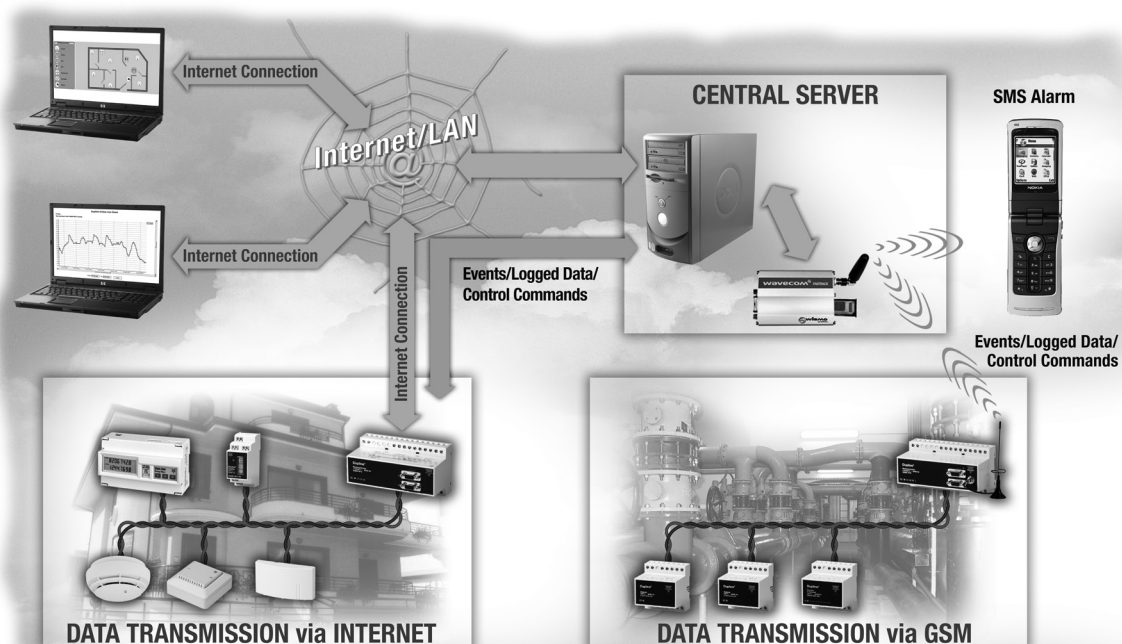 Internet Connection
Internet/LAN
@
Internet Connection
Internet Connection
Events/Logged Data/
Control Commands
CENTRAL SERVER
wavecom
SMS Alarm
NOKIA
Events/Logged Data/
Control Commands
DATA TRANSMISSION via INTERNET
DATA TRANSMISSION via GSM